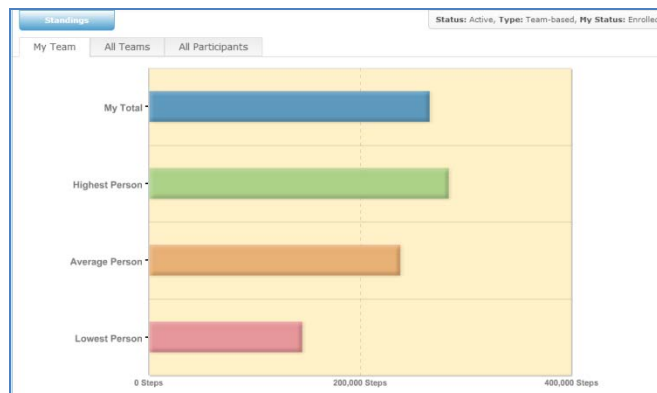 Standings
Status: Active, Type: Team-based, My Status: Enrolled
My Team
All Teams
All Participants
My Total
Highest Person
Average Person
Lowest Person
0 Steps
200,000 Steps
400,000 Steps